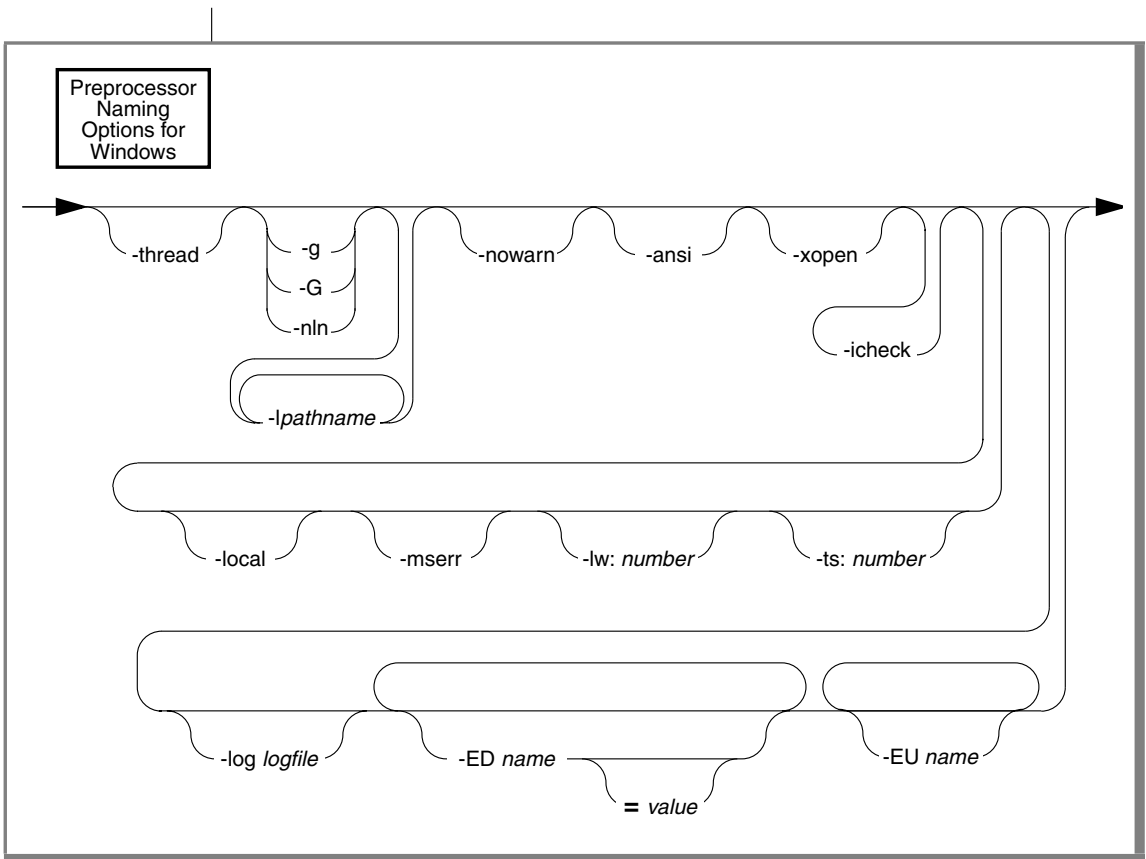 Preprocessor
Naming
Options for
Windows
-thread
-g
-nowarn
-ansi
-xopen
-G
-nln
-icheck
-Ipathname
-local
-mserr
-lw: number
-ts: number
-log logfile
-ED name
-EU name
= value